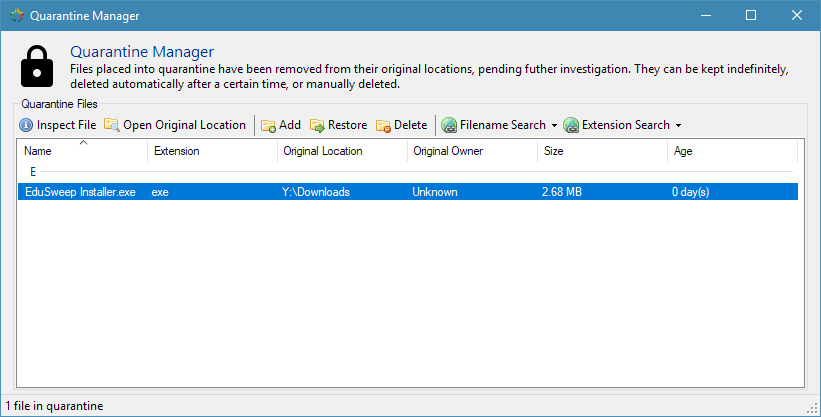 Quarantine Manager
Quarantine Manager
Files placed into quarantine have been removed from their original locations, pending futher investigation. They can be kept indefinitely,
deleted automatically after a certain time, or manually deleted.
Quarantine Files
Inspect File Open Original Location Add Restore Delete Filename Search Extension Search
Name Extension Original Location Original Owner Size Age
E
EduSweep Installer.exe exe Y:\Downloads Unknown 2.68 MB 0 day(s)
1 file in quarantine